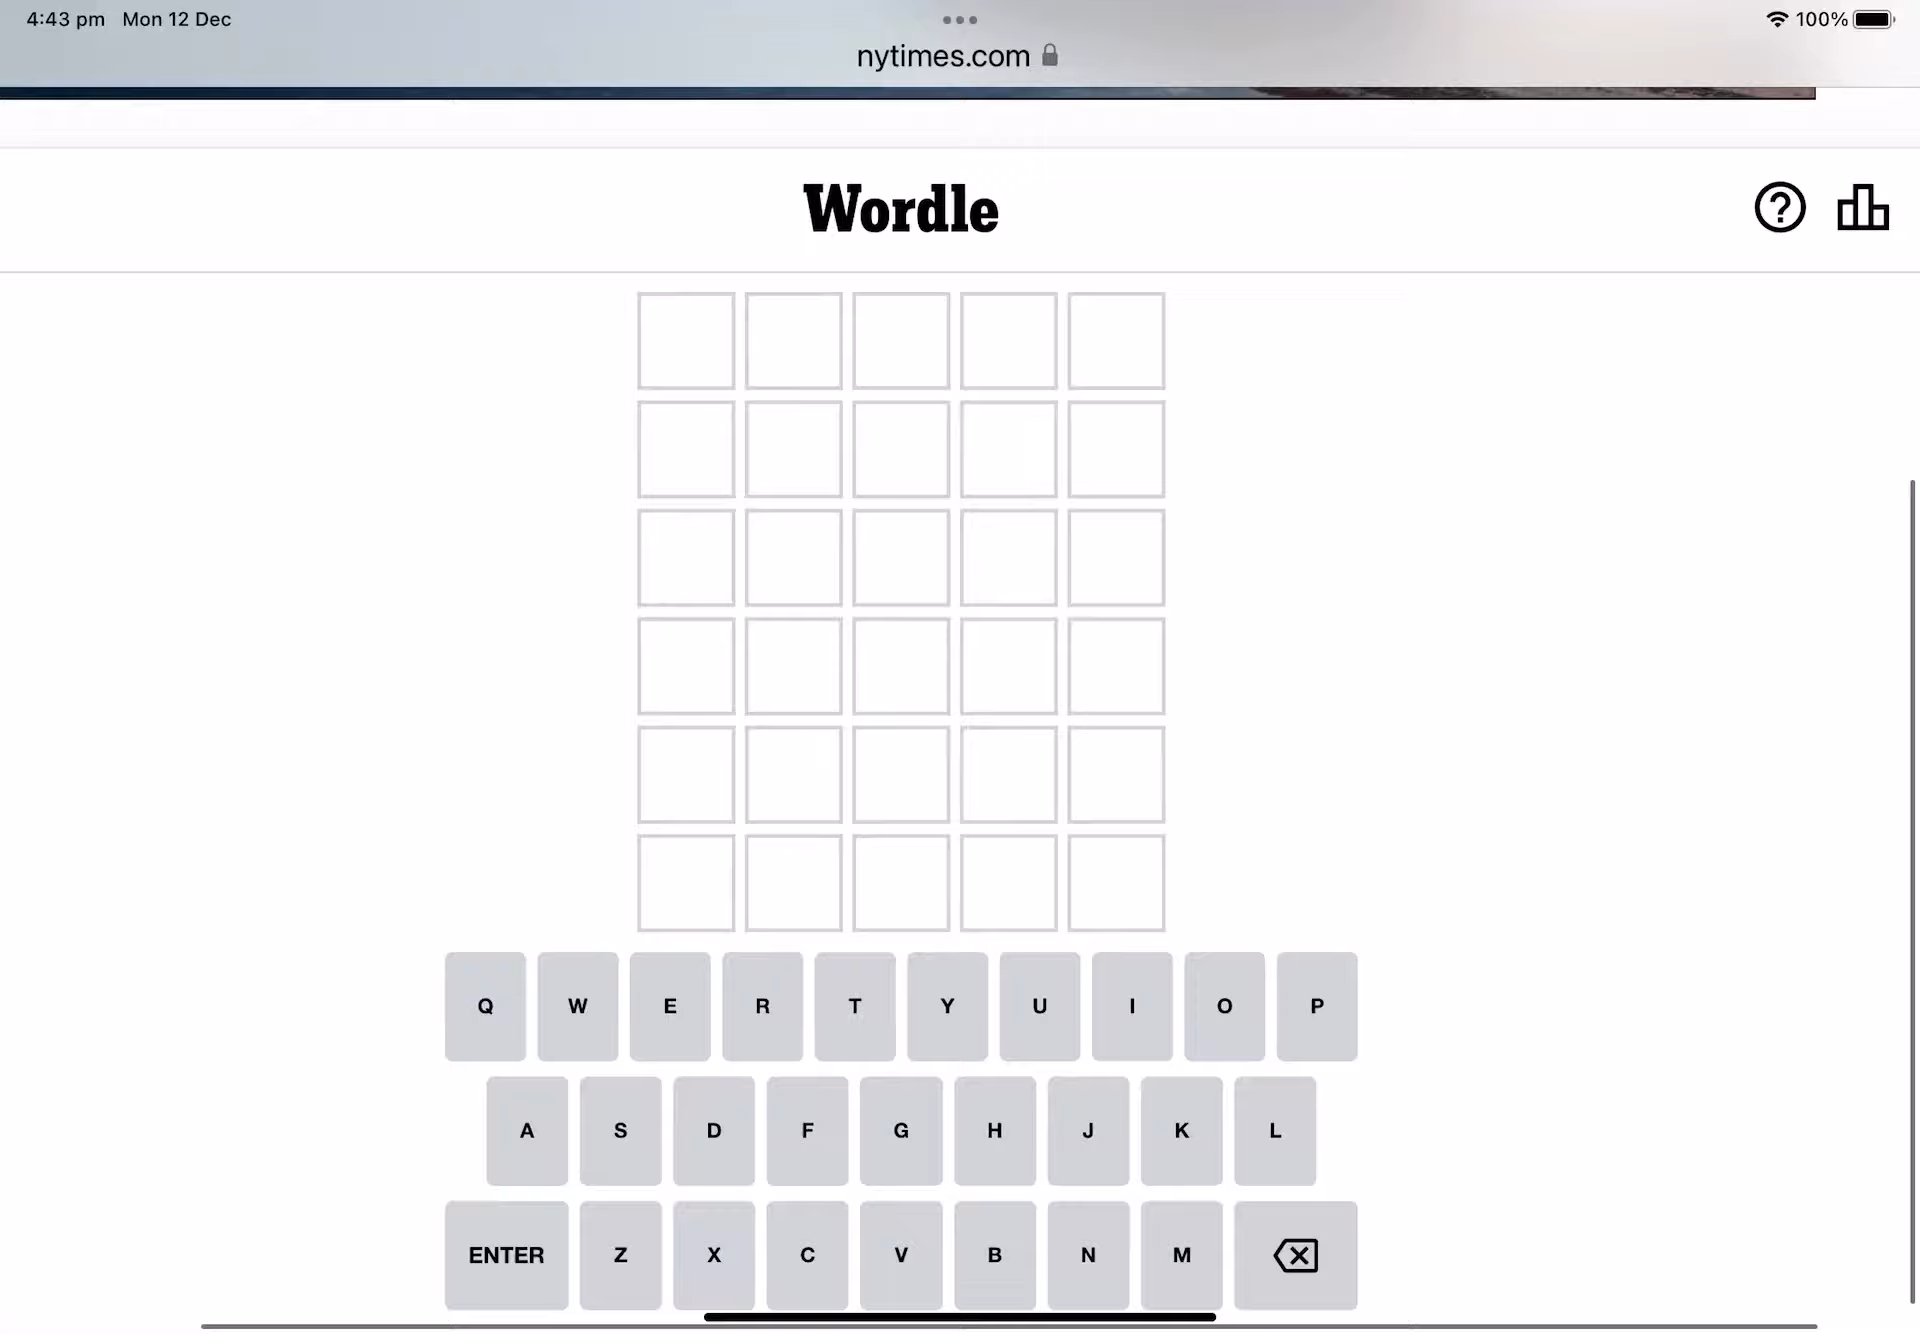 4:43 pm Mon 12 Dec
100%
nytimes.com
Wordle
?
Q W E R T Y U I O P
A S D F G H J K L
ENTER Z X C V B N M